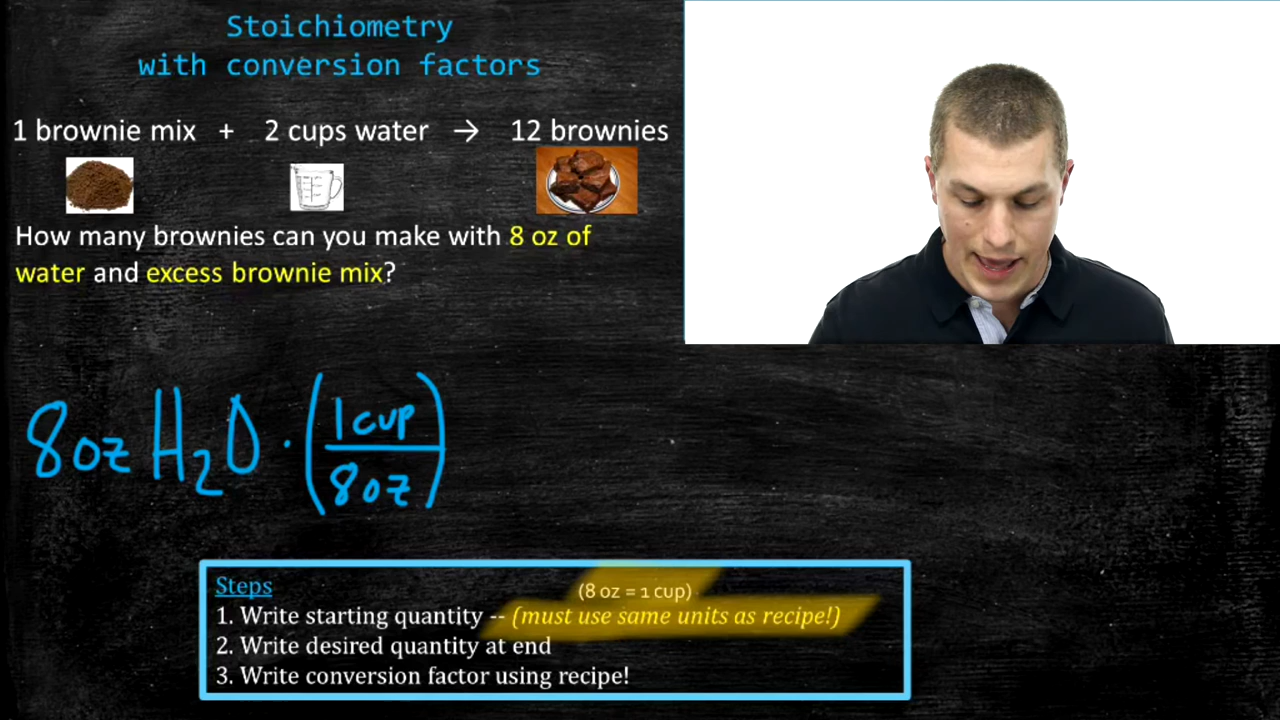 Stoichiometry
with conversion factors
1 brownie mix + 2 cups water → 12 brownies
How many brownies can you make with 8 oz of
water and excess brownie mix?
8oz H₂O · (1 cup / 8oz)
Steps
(8 oz = 1 cup)
1. Write starting quantity -- (must use same units as recipe!)
2. Write desired quantity at end
3. Write conversion factor using recipe!